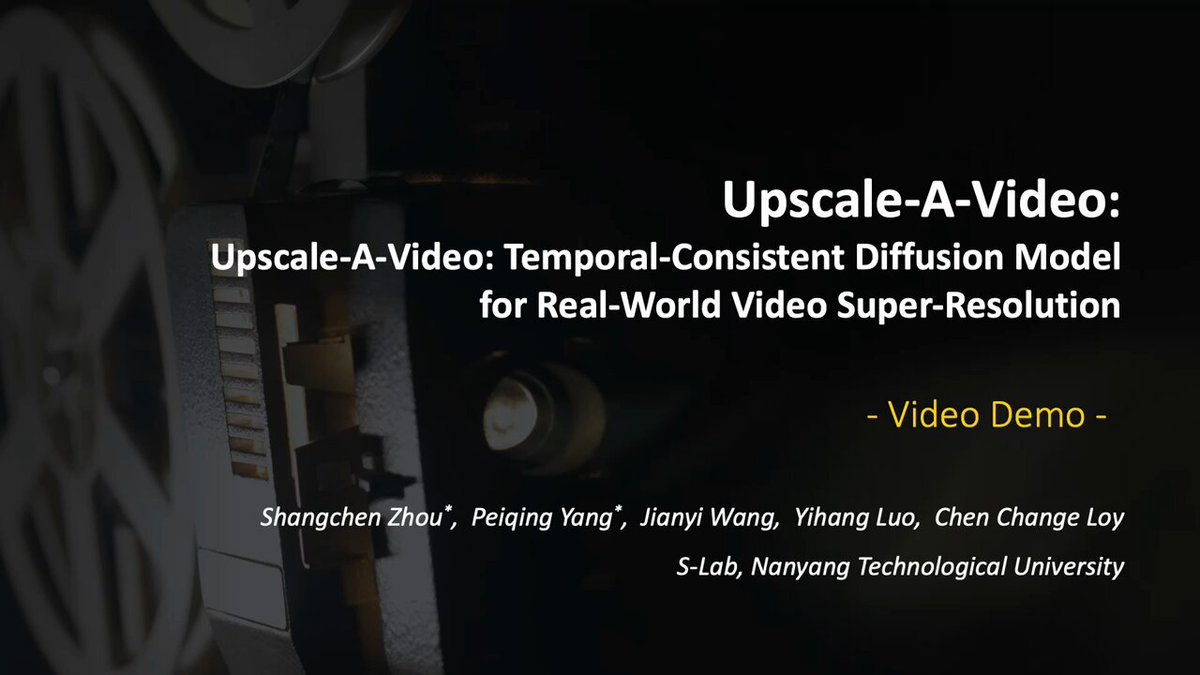 Upscale-A-Video:
Upscale-A-Video: Temporal-Consistent Diffusion Model
for Real-World Video Super-Resolution
- Video Demo -
Shangchen Zhou*, Peiqing Yang*, Jianyi Wang, Yihang Luo, Chen Change Loy
S-Lab, Nanyang Technological University